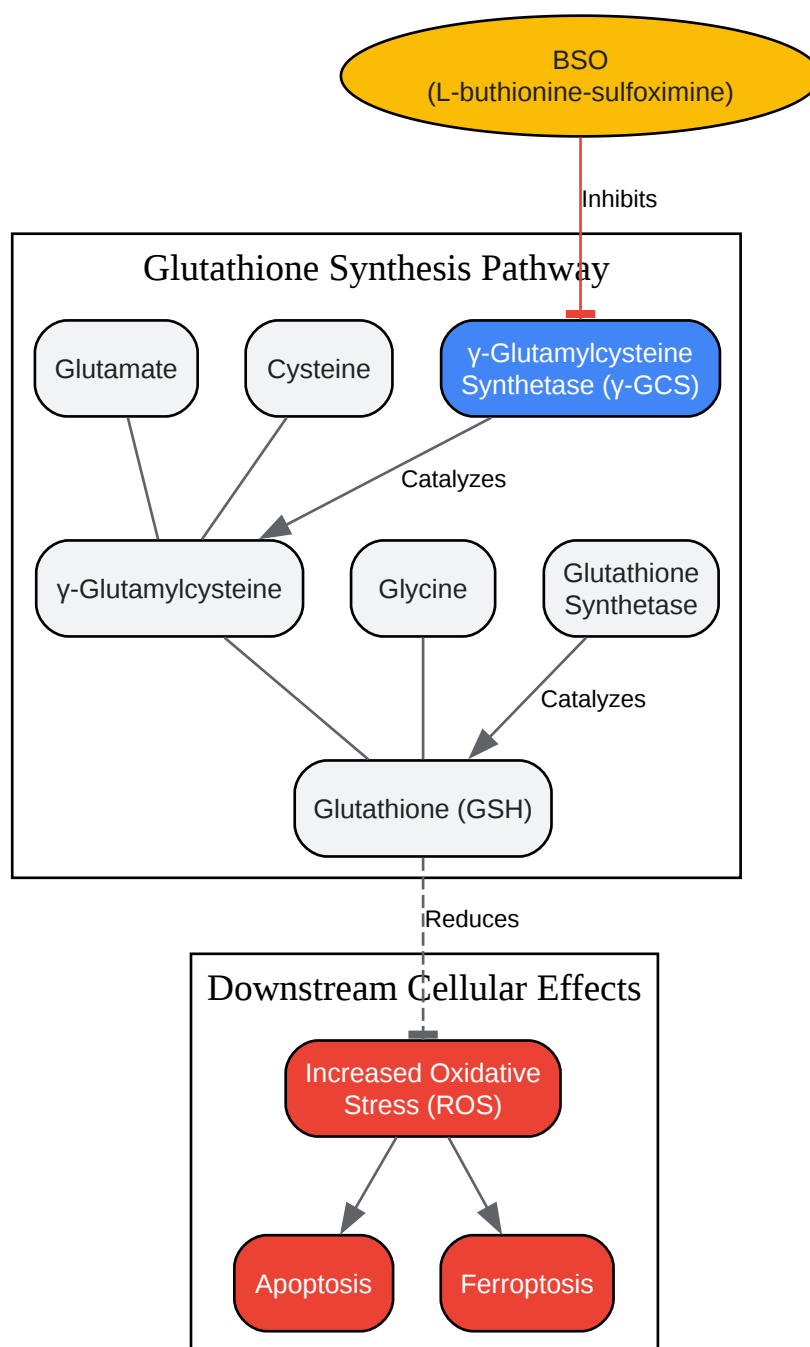 BSO
(L-buthionine-sulfoximine)
Inhibits
Glutathione Synthesis Pathway
Glutamate
Cysteine
γ-Glutamylcysteine
Synthetase (γ-GCS)
Catalyzes
γ-Glutamylcysteine
Glycine
Glutathione
Synthetase
Catalyzes
Glutathione (GSH)
Reduces
Downstream Cellular Effects
Increased Oxidative
Stress (ROS)
Apoptosis
Ferroptosis